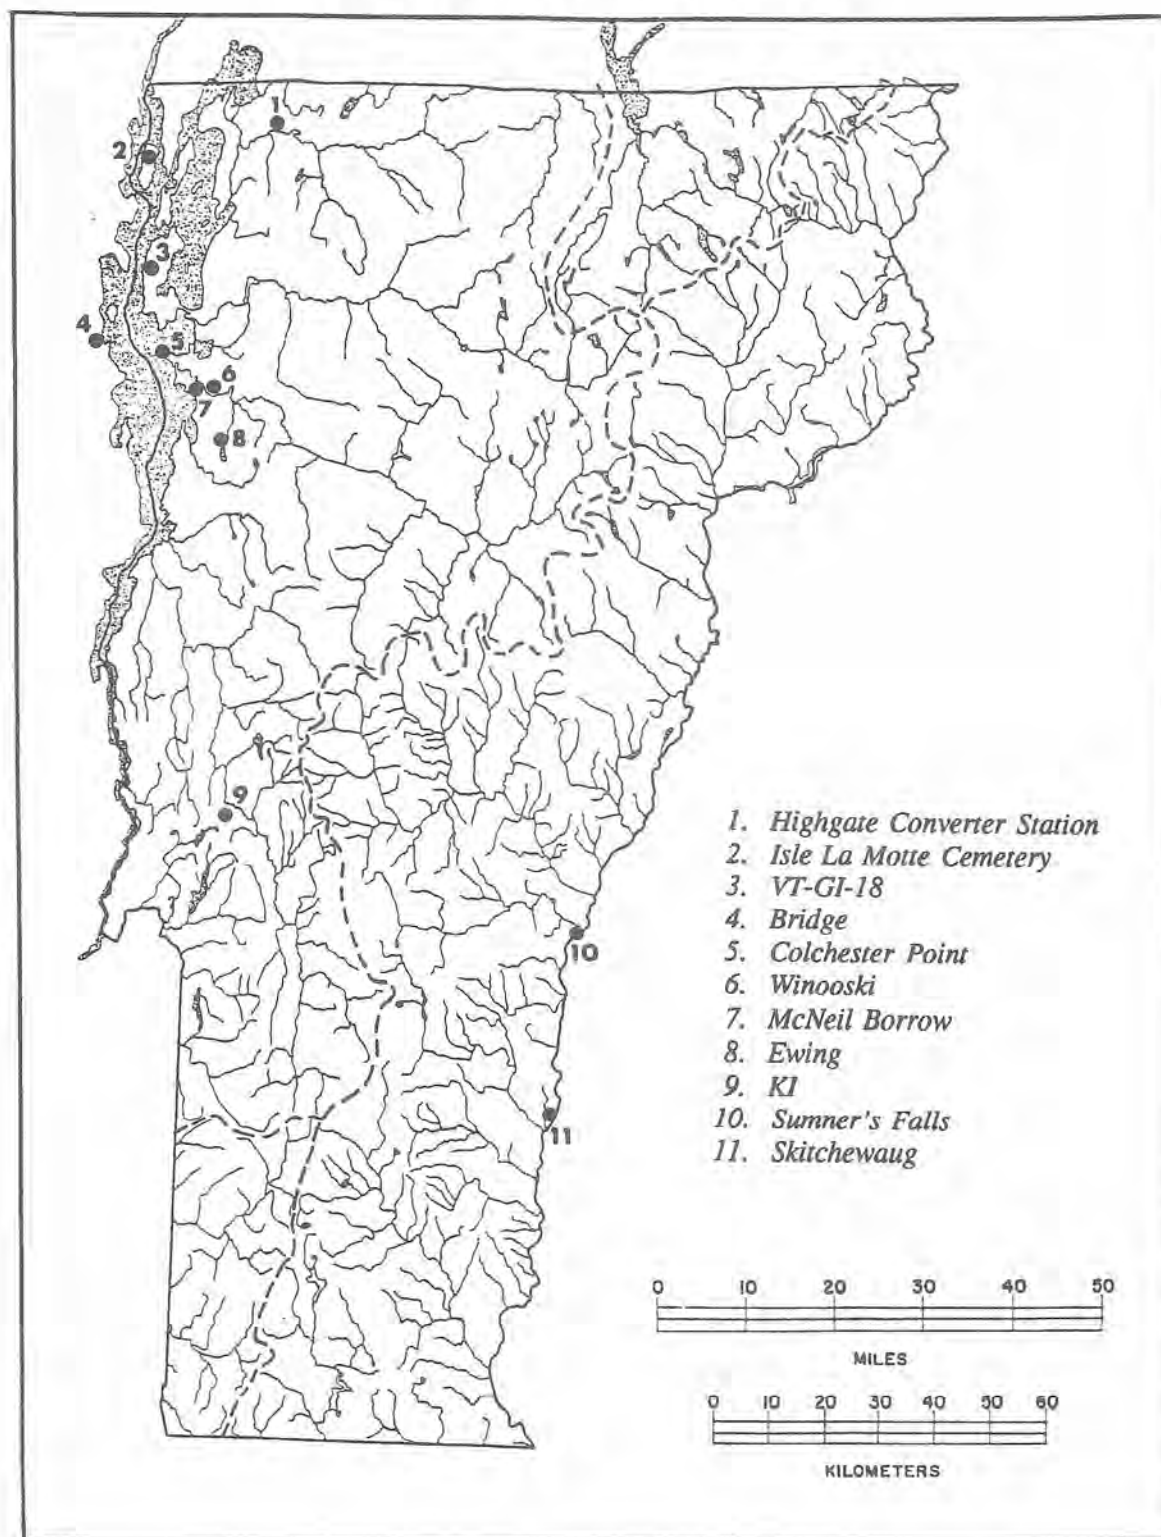 1
2
3
4
5
6
7
8
9
10
11
1. Highgate Converter Station
2. Isle La Motte Cemetery
3. VT-GI-18
4. Bridge
5. Colchester Point
6. Winooski
7. McNeil Borrow
8. Ewing
9. KI
10. Sumner's Falls
11. Skitchewaug
0 10 20 30 40 50
MILES
0 10 20 30 40 50 60
KILOMETERS